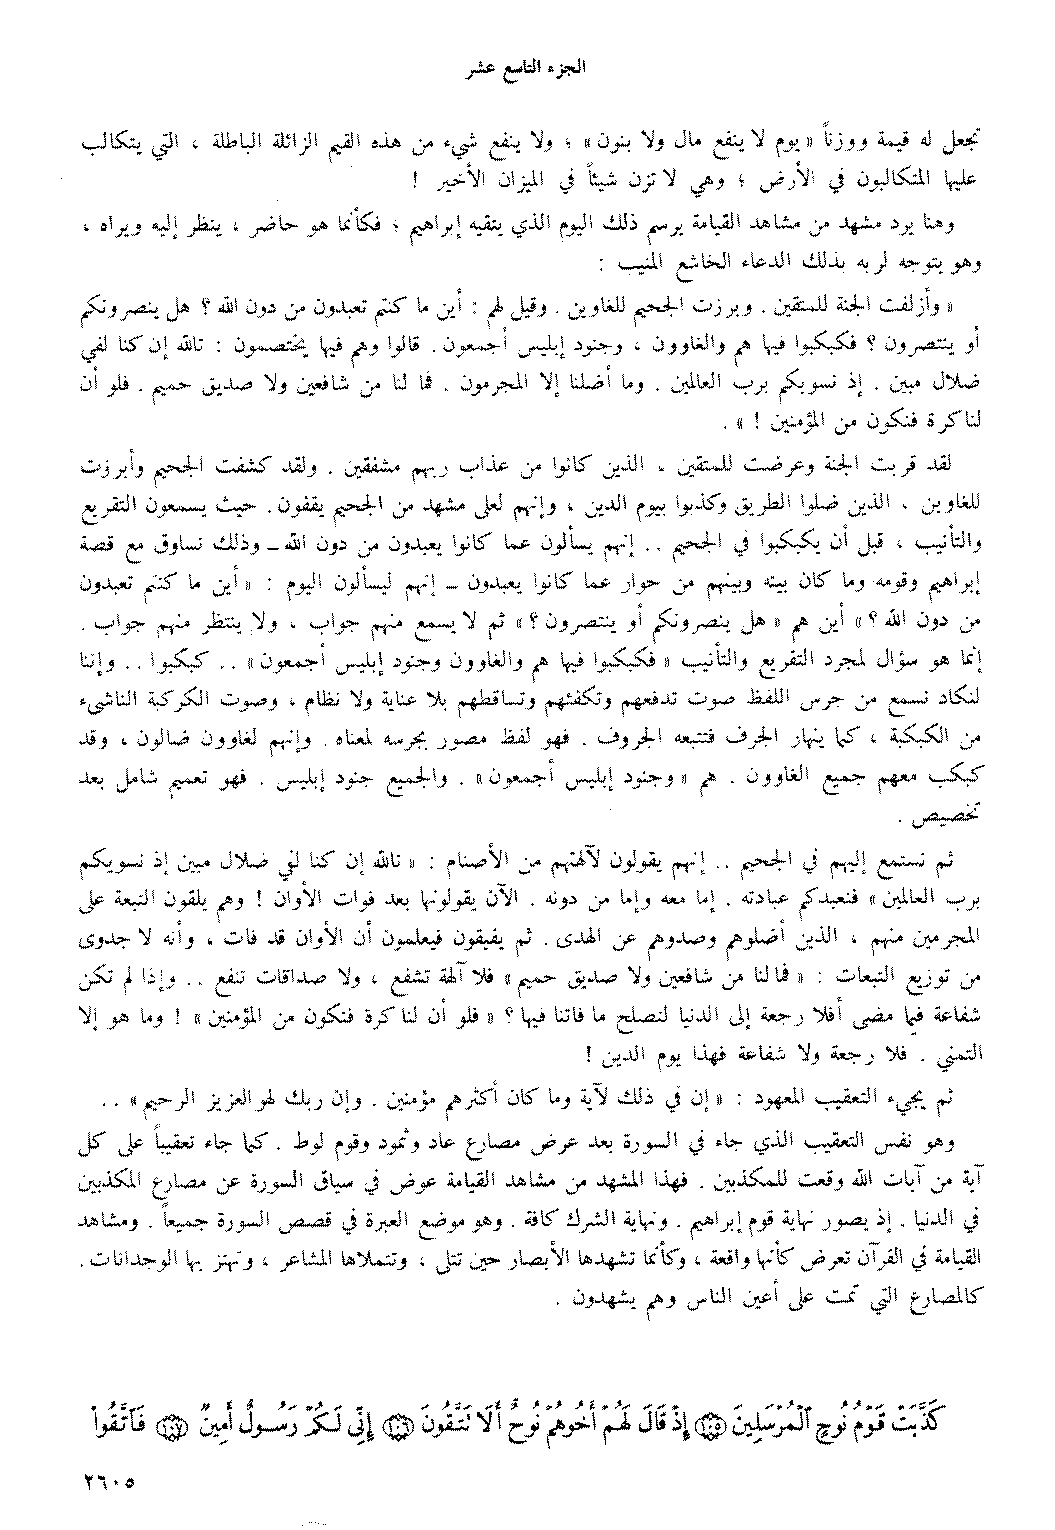 الجزء التاسع عشر
تجعل له قيمة ووزناً « يوم لا ينفع مال ولا بنون » ؛ ولا ينفع شيء من هذه القيم الزائلة الباطلة ، التي يتكالب
عليها المتكالبون في الأرض ؛ وهي لا تزن شيئاً في الميزان الأخير !
وهنا يرد مشهد من مشاهد القيامة يرسم ذلك اليوم الذي يتقيه إبراهيم ؛ فكأنما هو حاضر ، ينظر إليه ويراه ،
وهو يتوجه لربه بذلك الدعاء الخاشع المنيب :
« وأزلفت الجنة للمتقين . وبرزت الجحيم للغاوين . وقيل لهم : أين ما كنتم تعبدون من دون الله ؟ هل ينصرونكم
أو ينتصرون ؟ فكبكبوا فيها هم والغاوون ، وجنود إبليس أجمعون . قالوا وهم فيها يختصمون : تالله إن كنا لفي
ضلال مبين . إذ نسويكم برب العالمين . وما أضلنا إلا المجرمون . فما لنا من شافعين ولا صديق حميم . فلو أن
لنا كرة فنكون من المؤمنين ! » .
لقد قربت الجنة وعرضت للمتقين ، الذين كانوا من عذاب ربهم مشفقين . ولقد كشفت الجحيم وأبرزت
للغاوين ، الذين ضلوا الطريق وكذبوا بيوم الدين ، وإنهم لعلى مشهد من الجحيم يقفون . حيث يسمعون التقريع
والتأنيب ، قبل أن يكبكبوا في الجحيم .. إنهم يسألون عما كانوا يعبدون من دون الله – وذلك تساوق مع قصة
إبراهيم وقومه وما كان بينه وبينهم من حوار عما كانوا يعبدون – إنهم ليسألون اليوم : « أين ما كنتم تعبدون
من دون الله ؟ » أين هم « هل ينصرونكم أو ينتصرون ؟ » ثم لا يسمع منهم جواب ، ولا ينتظر منهم جواب .
إنما هو سؤال لمجرد التقريع والتأنيب « فكبكبوا فيها هم والغاوون وجنود إبليس أجمعون » .. كبكبوا .. وإننا
لنكاد نسمع من جرس اللفظ صوت تدفعهم وتكفئهم وتساقطهم بلا عناية ولا نظام ، وصوت الكركبة الناشىء
من الكبكبة ، كما ينهار الجرف فتتبعه الجروف . فهو لفظ مصور بجرسه لمعناه . وإنهم لغاوون ضالون ، وقد
كبكب معهم جميع الغاوون . هم « وجنود إبليس أجمعون » . والجميع جنود إبليس . فهو تعميم شامل بعد
تخصيص .
ثم نستمع إليهم في الجحيم .. إنهم يقولون لآلهتهم من الأصنام : « تالله إن كنا لفي ضلال مبين إذ نسويكم
برب العالمين » فنعبدكم عبادته . إما معه وإما من دونه . الآن يقولونها بعد فوات الأوان ! وهم يلقون التبعة على
المجرمين منهم ، الذين أضلوهم وصدوهم عن الهدى . ثم يفيقون فيعلمون أن الأوان قد فات ، وأنه لا جدوى
من توزيع التبعات : « فما لنا من شافعين ولا صديق حميم » فلا آلهة تشفع ، ولا صداقات تنفع .. وإذا لم تكن
شفاعة فيما مضى أفلا رجعة إلى الدنيا لنصلح ما فاتنا فيها ؟ « فلو أن لنا كرة فنكون من المؤمنين » ! وما هو إلا
التمني . فلا رجعة ولا شفاعة فهذا يوم الدين !
ثم يجيء التعقيب المعهود : « إن في ذلك لآية وما كان أكثرهم مؤمنين . وإن ربك لهو العزيز الرحيم » ..
وهو نفس التعقيب الذي جاء في السورة بعد عرض مصارع عاد وثمود وقوم لوط . كما جاء تعقيباً على كل
آية من آيات الله وقعت للمكذبين . فهذا المشهد من مشاهد القيامة عوض في سياق السورة عن مصارع المكذبين
في الدنيا . إذ يصور نهاية قوم إبراهيم . ونهاية الشرك كافة . وهو موضع العبرة في قصص السورة جميعاً . ومشاهد
القيامة في القرآن تعرض كأنها واقعة ، وكأنما تشهدها الأبصار حين تتلى ، وتتملاها المشاعر ، وتهتز بها الوجدانات .
كالمصارع التي تمت على أعين الناس وهم يشهدون .
كَذَّبَتْ قَوْمُ نُوحٍ ٱلْمُرْسَلِينَ ١٠٥ إِذْ قَالَ لَهُمْ أَخُوهُمْ نُوحٌ أَلَا تَتَّقُونَ ١٠٦ إِنِّي لَكُمْ رَسُولٌ أَمِينٌ ١٠٧ فَٱتَّقُوا۟
٢٦٠٥